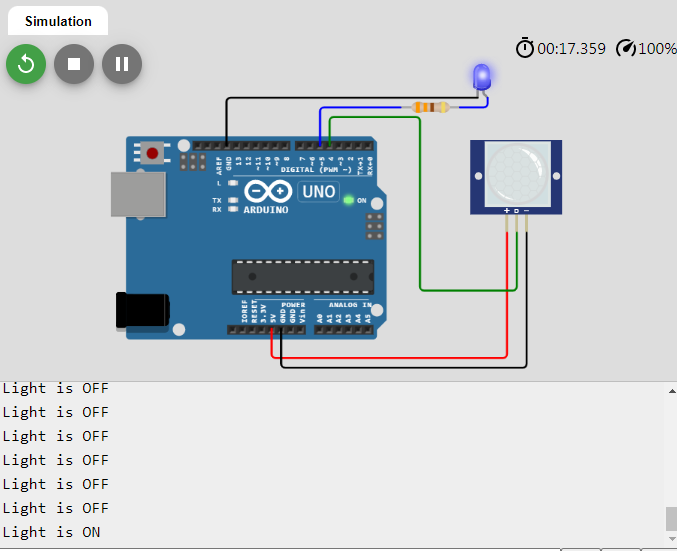 Simulation
00:17.359 100%
AREF GND 13 12 ~11 ~10 ~9 8 7 ~6 ~5 4 ~3 2 TX→1 RX←0
DIGITAL (PWM ~)
L
TX
RX
UNO
ON
ARDUINO
+ D -
POWER
ANALOG IN
IOREF RESET 3.3V 5V GND GND Vin A0 A1 A2 A3 A4 A5
Light is OFF
Light is OFF
Light is OFF
Light is OFF
Light is OFF
Light is OFF
Light is ON